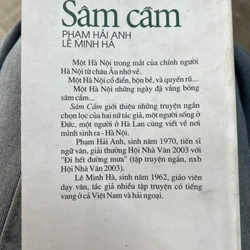 Sâm cầm
PHẠM HẢI ANH
LÊ MINH HÀ
Một Hà Nội trong mắt của chính người
Hà Nội từ châu Âu nhớ về.
Một Hà Nội cổ điển, bộn bề, và quyến rũ...
Một Hà Nội những ngày đã vắng bóng
sâm cầm...
Sâm Cầm giới thiệu những truyện ngắn
chọn lọc của hai nữ tác giả, một người sống ở
Đức, một người ở Hà Lan cùng viết về nơi
mình sinh ra - Hà Nội.
Phạm Hải Anh, sinh năm 1970, tiến sĩ
ngữ văn, giải thưởng Hội Nhà Văn 2003 với
"Đi hết đường mưa" (tập truyện ngắn, nxb
Hội Nhà Văn 2003).
Lê Minh Hà, sinh năm 1962, giáo viên
dạy văn, tác giả nhiều tập truyện có tiếng
vang ở cả Việt Nam và hải ngoại.